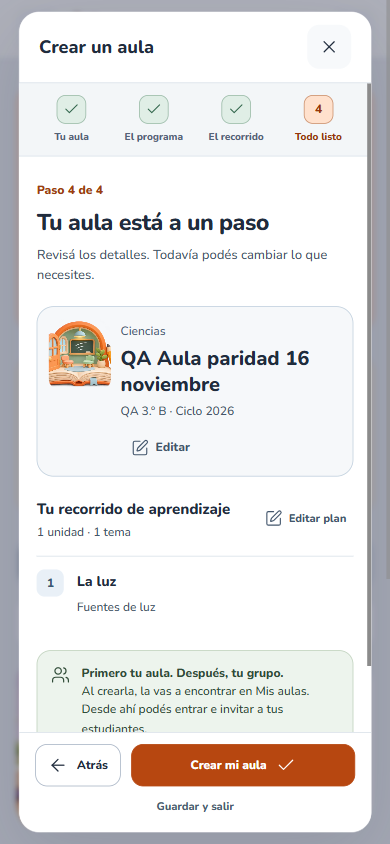 Crear un aula
4
Tu aula
El programa
El recorrido
Todo listo
Paso 4 de 4
Tu aula está a un paso
Revisá los detalles. Todavía podés cambiar lo que
necesites.
Ciencias
QA Aula paridad 16
noviembre
QA 3.º B · Ciclo 2026
Editar
Tu recorrido de aprendizaje
1 unidad · 1 tema
Editar plan
1
La luz
Fuentes de luz
Primero tu aula. Después, tu grupo.
Al crearla, la vas a encontrar en Mis aulas.
Desde ahí podés entrar e invitar a tus
estudiantes.
Atrás
Crear mi aula
Guardar y salir